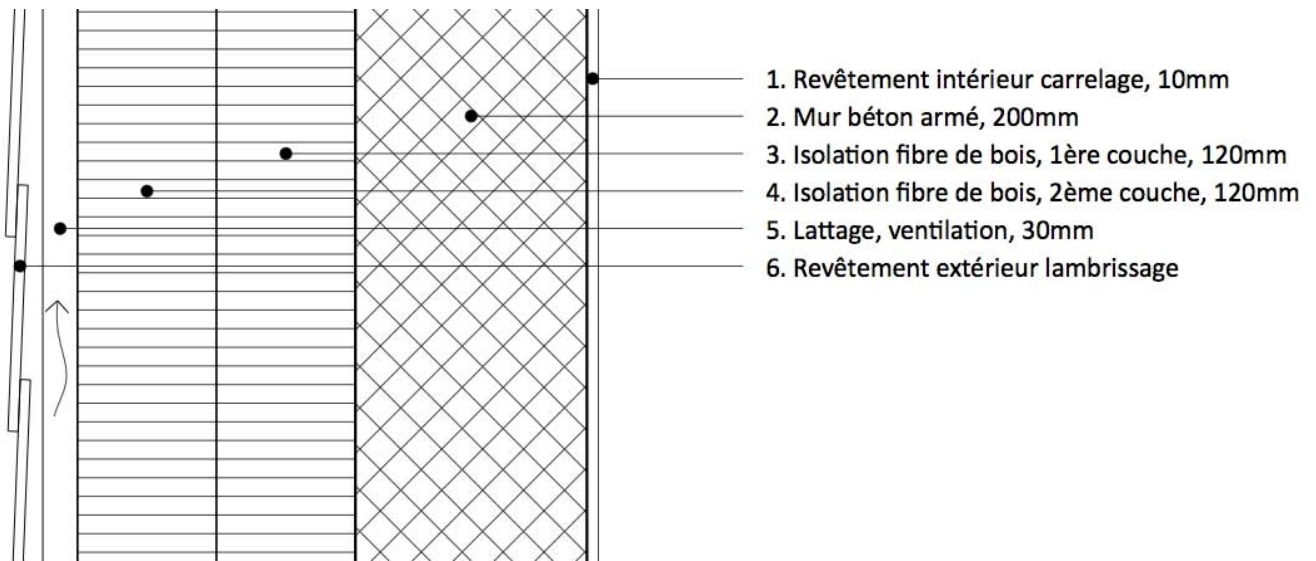 1. Revêtement intérieur carrelage, 10mm
2. Mur béton armé, 200mm
3. Isolation fibre de bois, 1ère couche, 120mm
4. Isolation fibre de bois, 2ème couche, 120mm
5. Lattage, ventilation, 30mm
6. Revêtement extérieur lambrissage